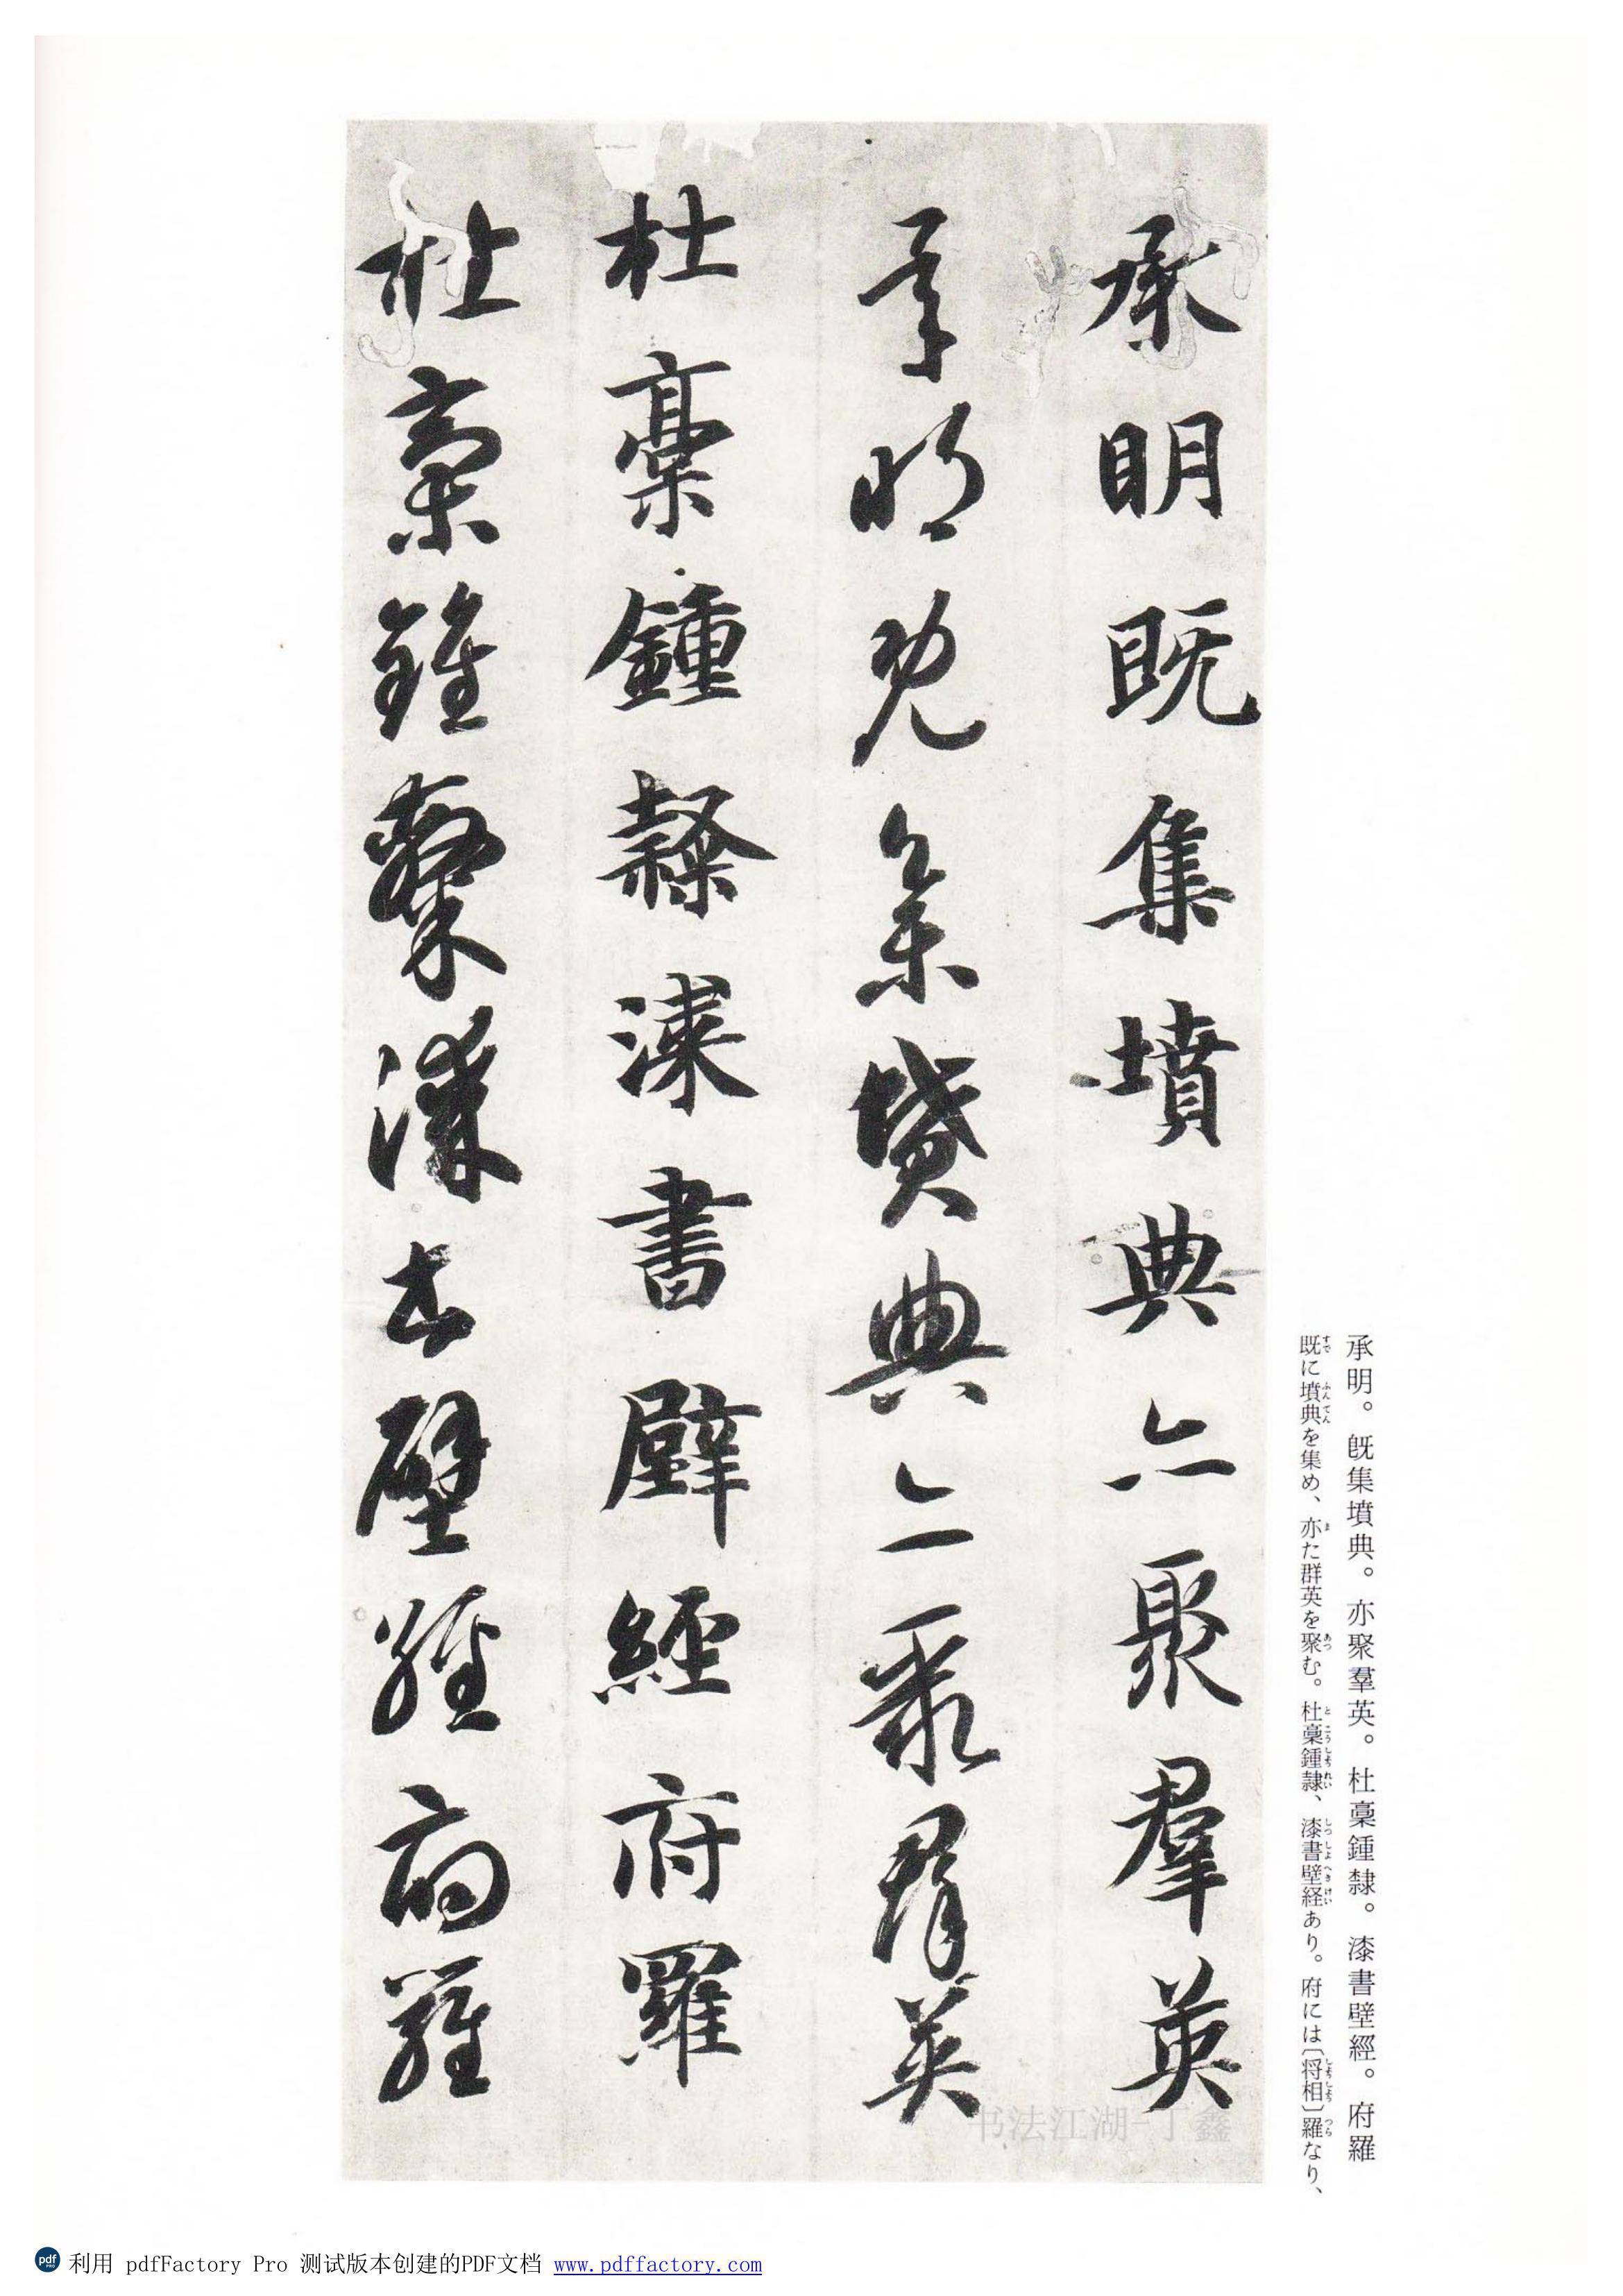 承明。既集墳典。亦聚羣英。杜稾鍾隸。漆書壁經。府羅
既に墳典を集め、亦た群英を聚む。杜稾鍾隷、漆書壁経あり。府には〔将相〕羅なり、
承明既集墳典亦聚羣英
承明既集墳典亦聚群英
杜稾鍾隸漆書壁經府羅
杜稾鍾隸漆書壁經府羅
书法江湖-丁鑫
利用 pdfFactory Pro 测试版本创建的PDF文档 www.pdffactory.com